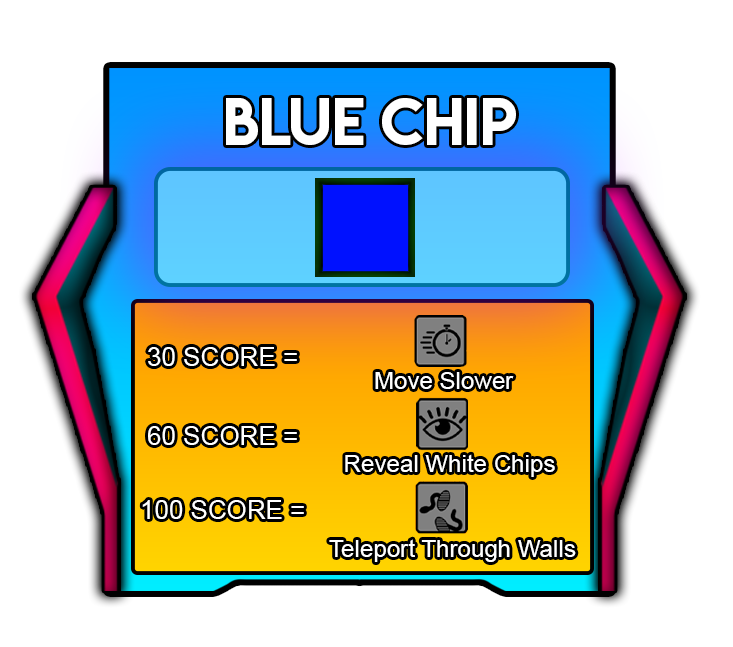 BLUE CHIP
30 SCORE =
Move Slower
60 SCORE =
Reveal White Chips
100 SCORE =
Teleport Through Walls